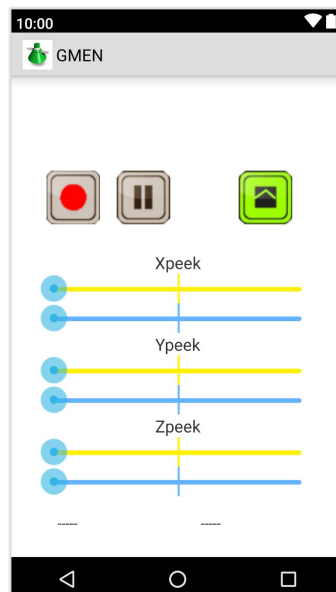 10:00
GMEN
Xpeek
Ypeek
Zpeek
----- -----